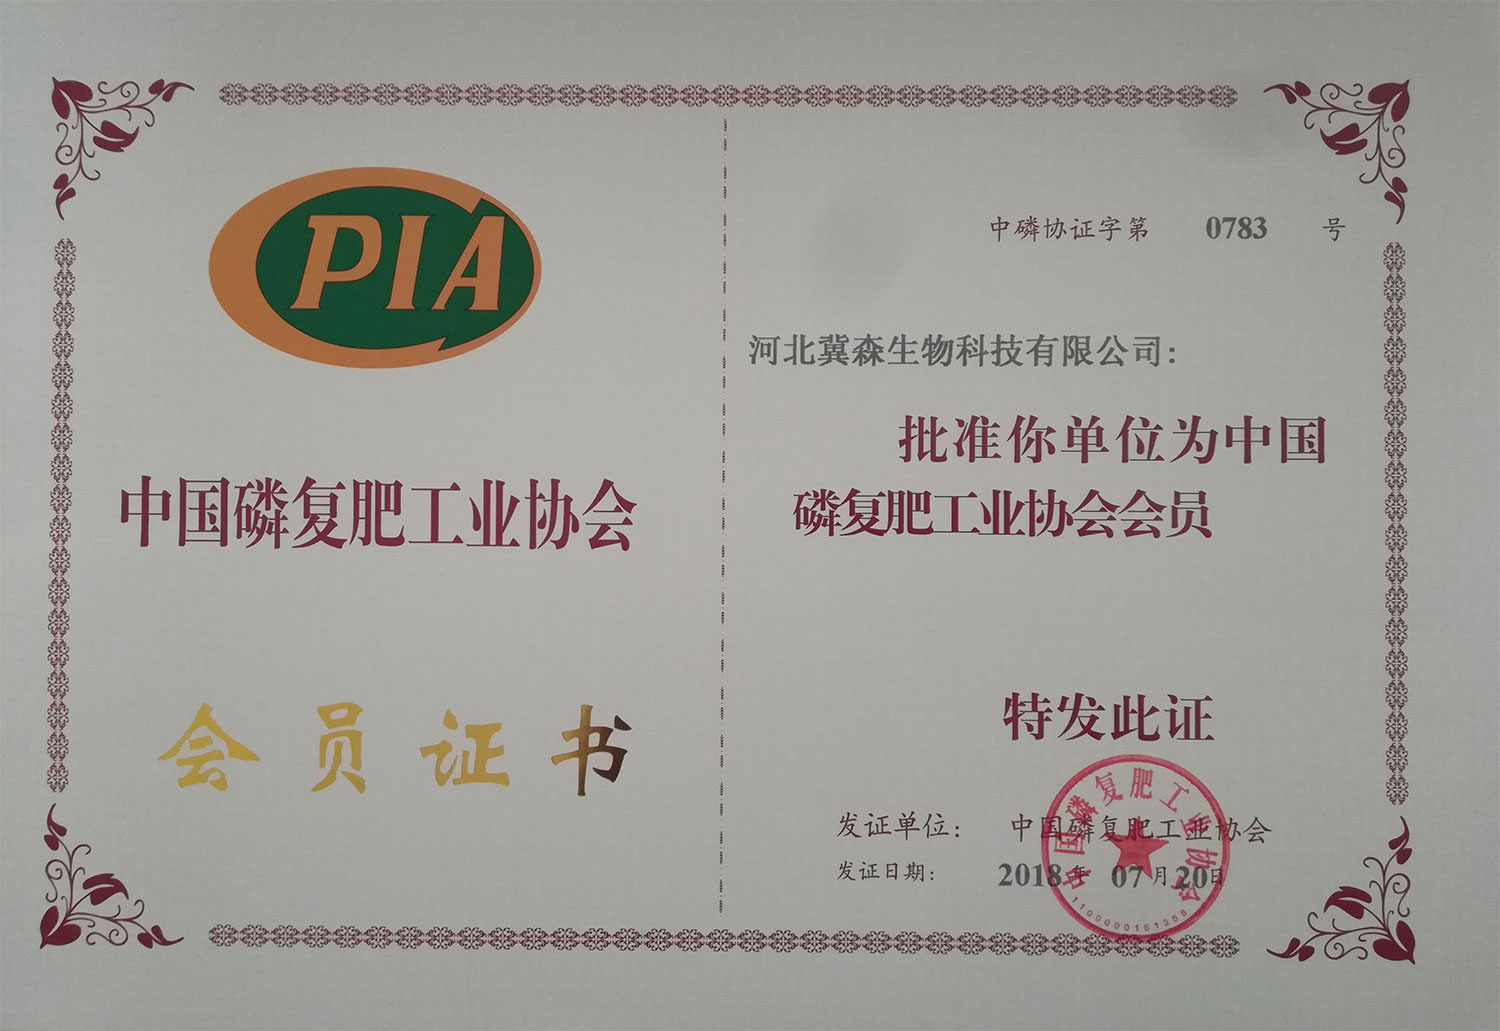 CPIA
中国磷复肥工业协会
会员证书
中磷协证字第 0783 号
河北冀森生物科技有限公司:
批准你单位为中国
磷复肥工业协会会员
特发此证
发证单位: 中国磷复肥工业协会
发证日期: 2018年 07月20日
中国磷复肥工业协会
1100000161358